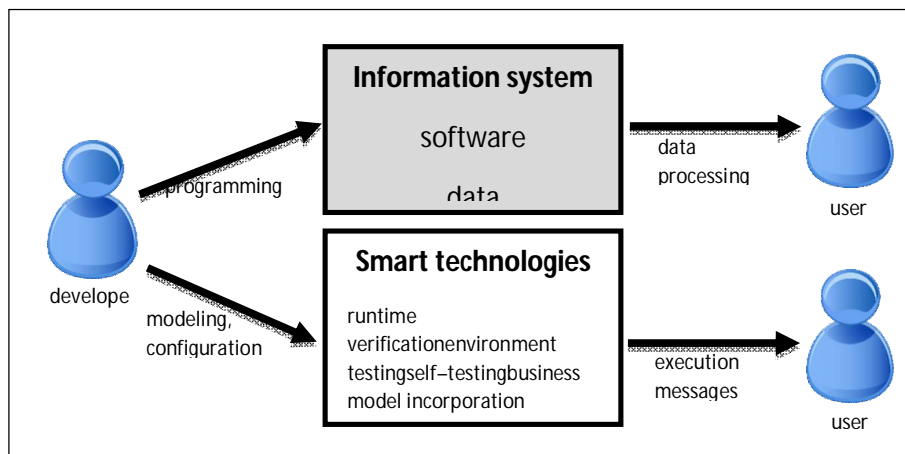 Information system
software
data
programming
data
processing
user
develope
Smart technologies
runtime
verificationenvironment
testingself–testingbusiness
model incorporation
modeling,
configuration
execution
messages
user